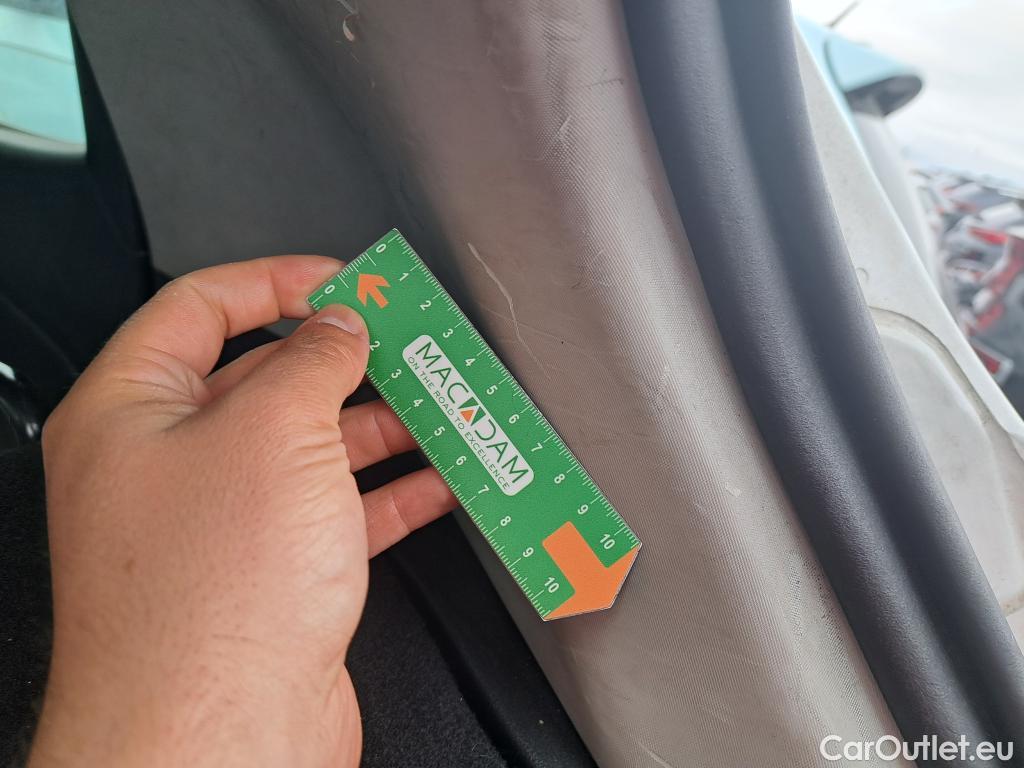 0 1 2 3 4 5 6 7 8 9 10
MACADAM
ON THE ROAD TO EXCELLENCE
0 2 3 4 5 6 7 8 9 10
CarOutlet.eu